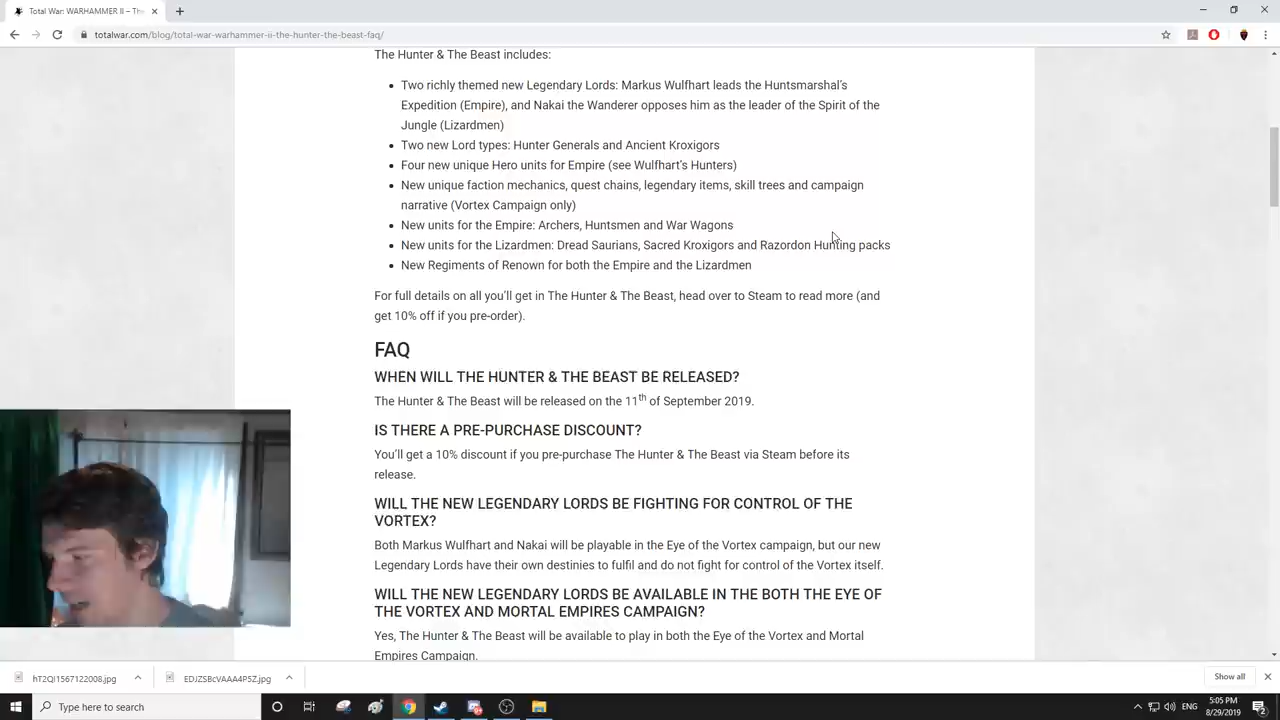 Total War: WARHAMMER II – The
totalwar.com/blog/total-war-warhammer-ii-the-hunter-the-beast-faq/
The Hunter & The Beast includes:
Two richly themed new Legendary Lords: Markus Wulfhart leads the Huntsmarshal's
Expedition (Empire), and Nakai the Wanderer opposes him as the leader of the Spirit of the
Jungle (Lizardmen)
Two new Lord types: Hunter Generals and Ancient Kroxigors
Four new unique Hero units for Empire (see Wulfhart's Hunters)
New unique faction mechanics, quest chains, legendary items, skill trees and campaign
narrative (Vortex Campaign only)
New units for the Empire: Archers, Huntsmen and War Wagons
New units for the Lizardmen: Dread Saurians, Sacred Kroxigors and Razordon Hunting packs
New Regiments of Renown for both the Empire and the Lizardmen
For full details on all you'll get in The Hunter & The Beast, head over to Steam to read more (and
get 10% off if you pre-order).
FAQ
WHEN WILL THE HUNTER & THE BEAST BE RELEASED?
The Hunter & The Beast will be released on the 11th of September 2019.
IS THERE A PRE-PURCHASE DISCOUNT?
You'll get a 10% discount if you pre-purchase The Hunter & The Beast via Steam before its
release.
WILL THE NEW LEGENDARY LORDS BE FIGHTING FOR CONTROL OF THE
VORTEX?
Both Markus Wulfhart and Nakai will be playable in the Eye of the Vortex campaign, but our new
Legendary Lords have their own destinies to fulfil and do not fight for control of the Vortex itself.
WILL THE NEW LEGENDARY LORDS BE AVAILABLE IN THE BOTH THE EYE OF
THE VORTEX AND MORTAL EMPIRES CAMPAIGN?
Yes, The Hunter & The Beast will be available to play in both the Eye of the Vortex and Mortal
Empires Campaign.
hT2QJ1567122008.jpg
EDJZSBcVAAA4P5Z.jpg
Show all
Type here to search
ENG
5:05 PM
8/29/2019
2